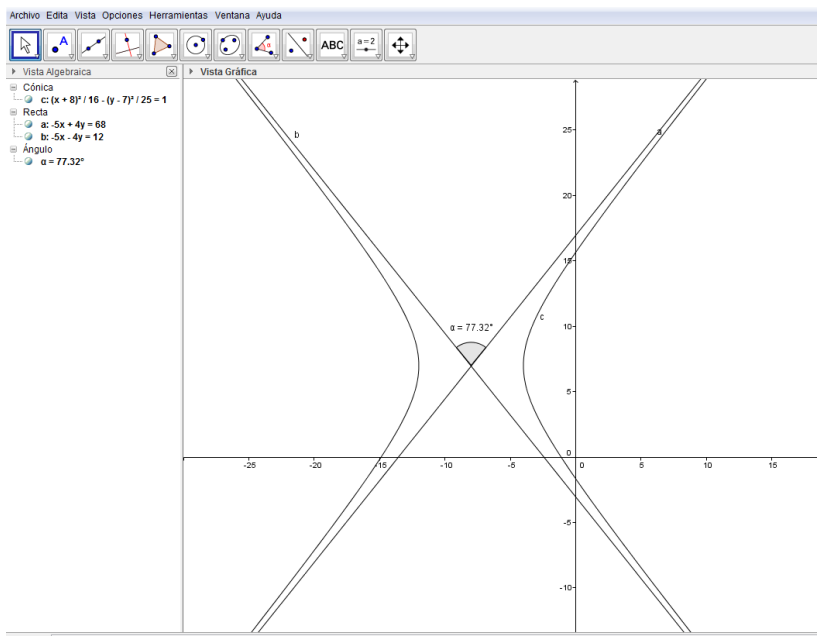 Archivo Edita Vista Opciones Herramientas Ventana Ayuda
A
α
ABC
a=2
Vista Algebraica
Vista Gráfica
Cónica
c: (x + 8)² / 16 - (y - 7)² / 25 = 1
Recta
a: -5x + 4y = 68
b: -5x - 4y = 12
Ángulo
α = 77.32°
b
a
25
20
15
c
α = 77.32°
10
5
0
-25 -20 -15 -10 -5 0 5 10 15
-5
-10